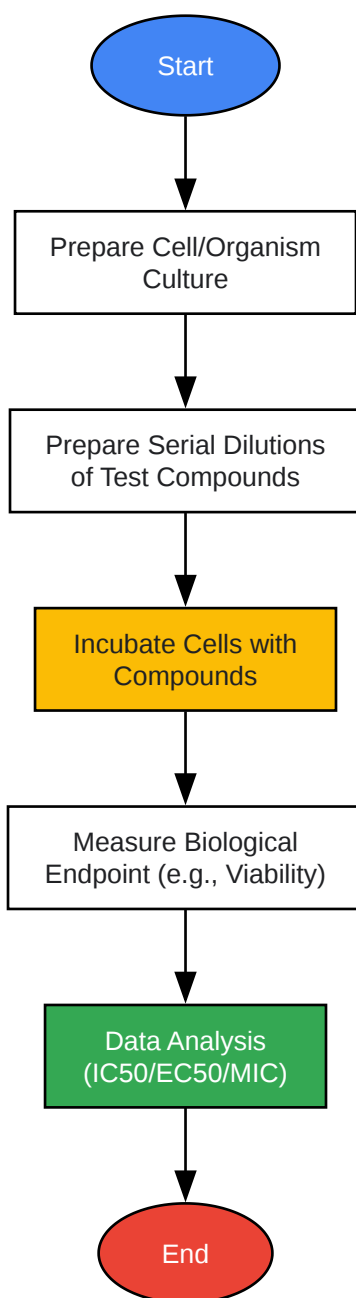 Start
Prepare Cell/Organism
Culture
Prepare Serial Dilutions
of Test Compounds
Incubate Cells with
Compounds
Measure Biological
Endpoint (e.g., Viability)
Data Analysis
(IC50/EC50/MIC)
End